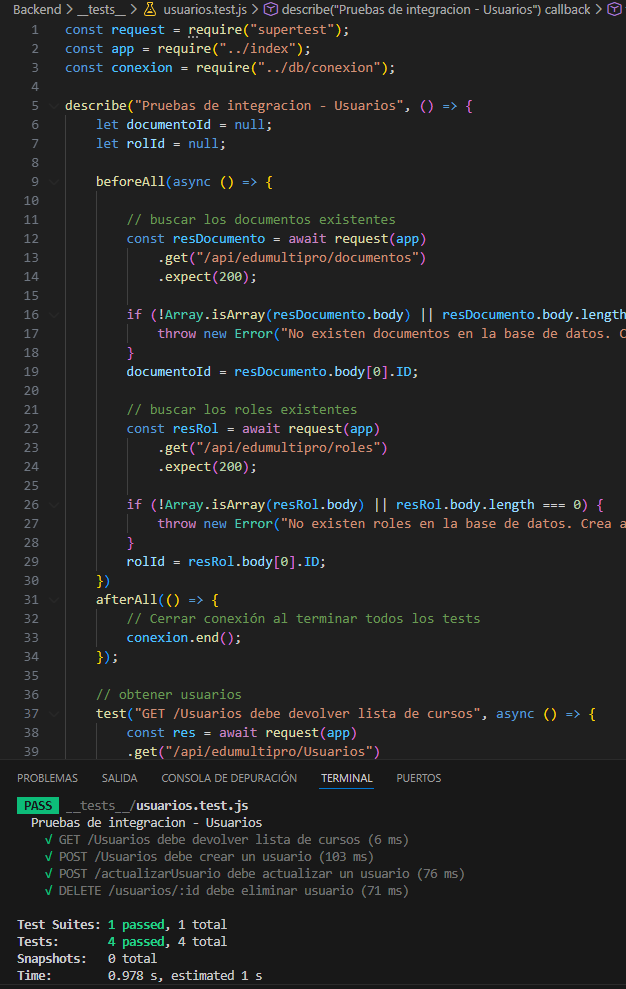 Backend > __tests__ > usuarios.test.js > describe("Pruebas de integracion - Usuarios") callback >
1 const request = require("supertest");
2 const app = require("../index");
3 const conexion = require("../db/conexion");
4
5 describe("Pruebas de integracion - Usuarios", () => {
6 let documentoId = null;
7 let rolId = null;
8
9 beforeAll(async () => {
10
11 // buscar los documentos existentes
12 const resDocumento = await request(app)
13 .get("/api/edumultipro/documentos")
14 .expect(200);
15
16 if (!Array.isArray(resDocumento.body) || resDocumento.body.length
17 throw new Error("No existen documentos en la base de datos. C
18 }
19 documentoId = resDocumento.body[0].ID;
20
21 // buscar los roles existentes
22 const resRol = await request(app)
23 .get("/api/edumultipro/roles")
24 .expect(200);
25
26 if (!Array.isArray(resRol.body) || resRol.body.length === 0) {
27 throw new Error("No existen roles en la base de datos. Crea a
28 }
29 rolId = resRol.body[0].ID;
30 })
31 afterAll(() => {
32 // Cerrar conexión al terminar todos los tests
33 conexion.end();
34 });
35
36 // obtener usuarios
37 test("GET /Usuarios debe devolver lista de cursos", async () => {
38 const res = await request(app)
39 .get("/api/edumultipro/Usuarios")
PROBLEMAS SALIDA CONSOLA DE DEPURACIÓN TERMINAL PUERTOS
PASS __tests__/usuarios.test.js
Pruebas de integracion - Usuarios
√ GET /Usuarios debe devolver lista de cursos (6 ms)
√ POST /Usuarios debe crear un usuario (103 ms)
√ POST /actualizarUsuario debe actualizar un usuario (76 ms)
√ DELETE /usuarios/:id debe eliminar usuario (71 ms)
Test Suites: 1 passed, 1 total
Tests: 4 passed, 4 total
Snapshots: 0 total
Time: 0.978 s, estimated 1 s